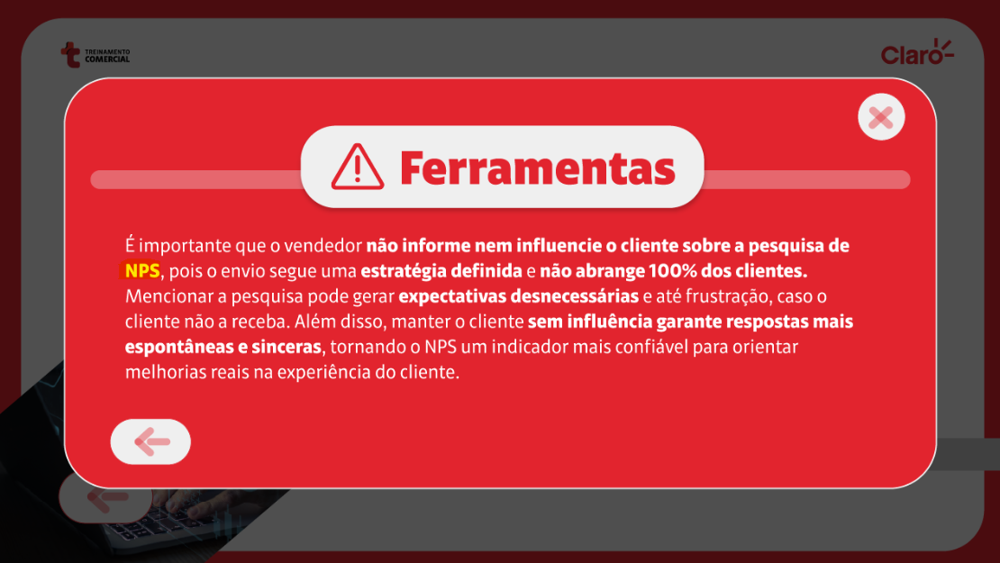 TREINAMENTO
COMERCIAL
Claro
Ferramentas
É importante que o vendedor não informe nem influencie o cliente sobre a pesquisa de
NPS, pois o envio segue uma estratégia definida e não abrange 100% dos clientes.
Mencionar a pesquisa pode gerar expectativas desnecessárias e até frustração, caso o
cliente não a receba. Além disso, manter o cliente sem influência garante respostas mais
espontâneas e sinceras, tornando o NPS um indicador mais confiável para orientar
melhorias reais na experiência do cliente.